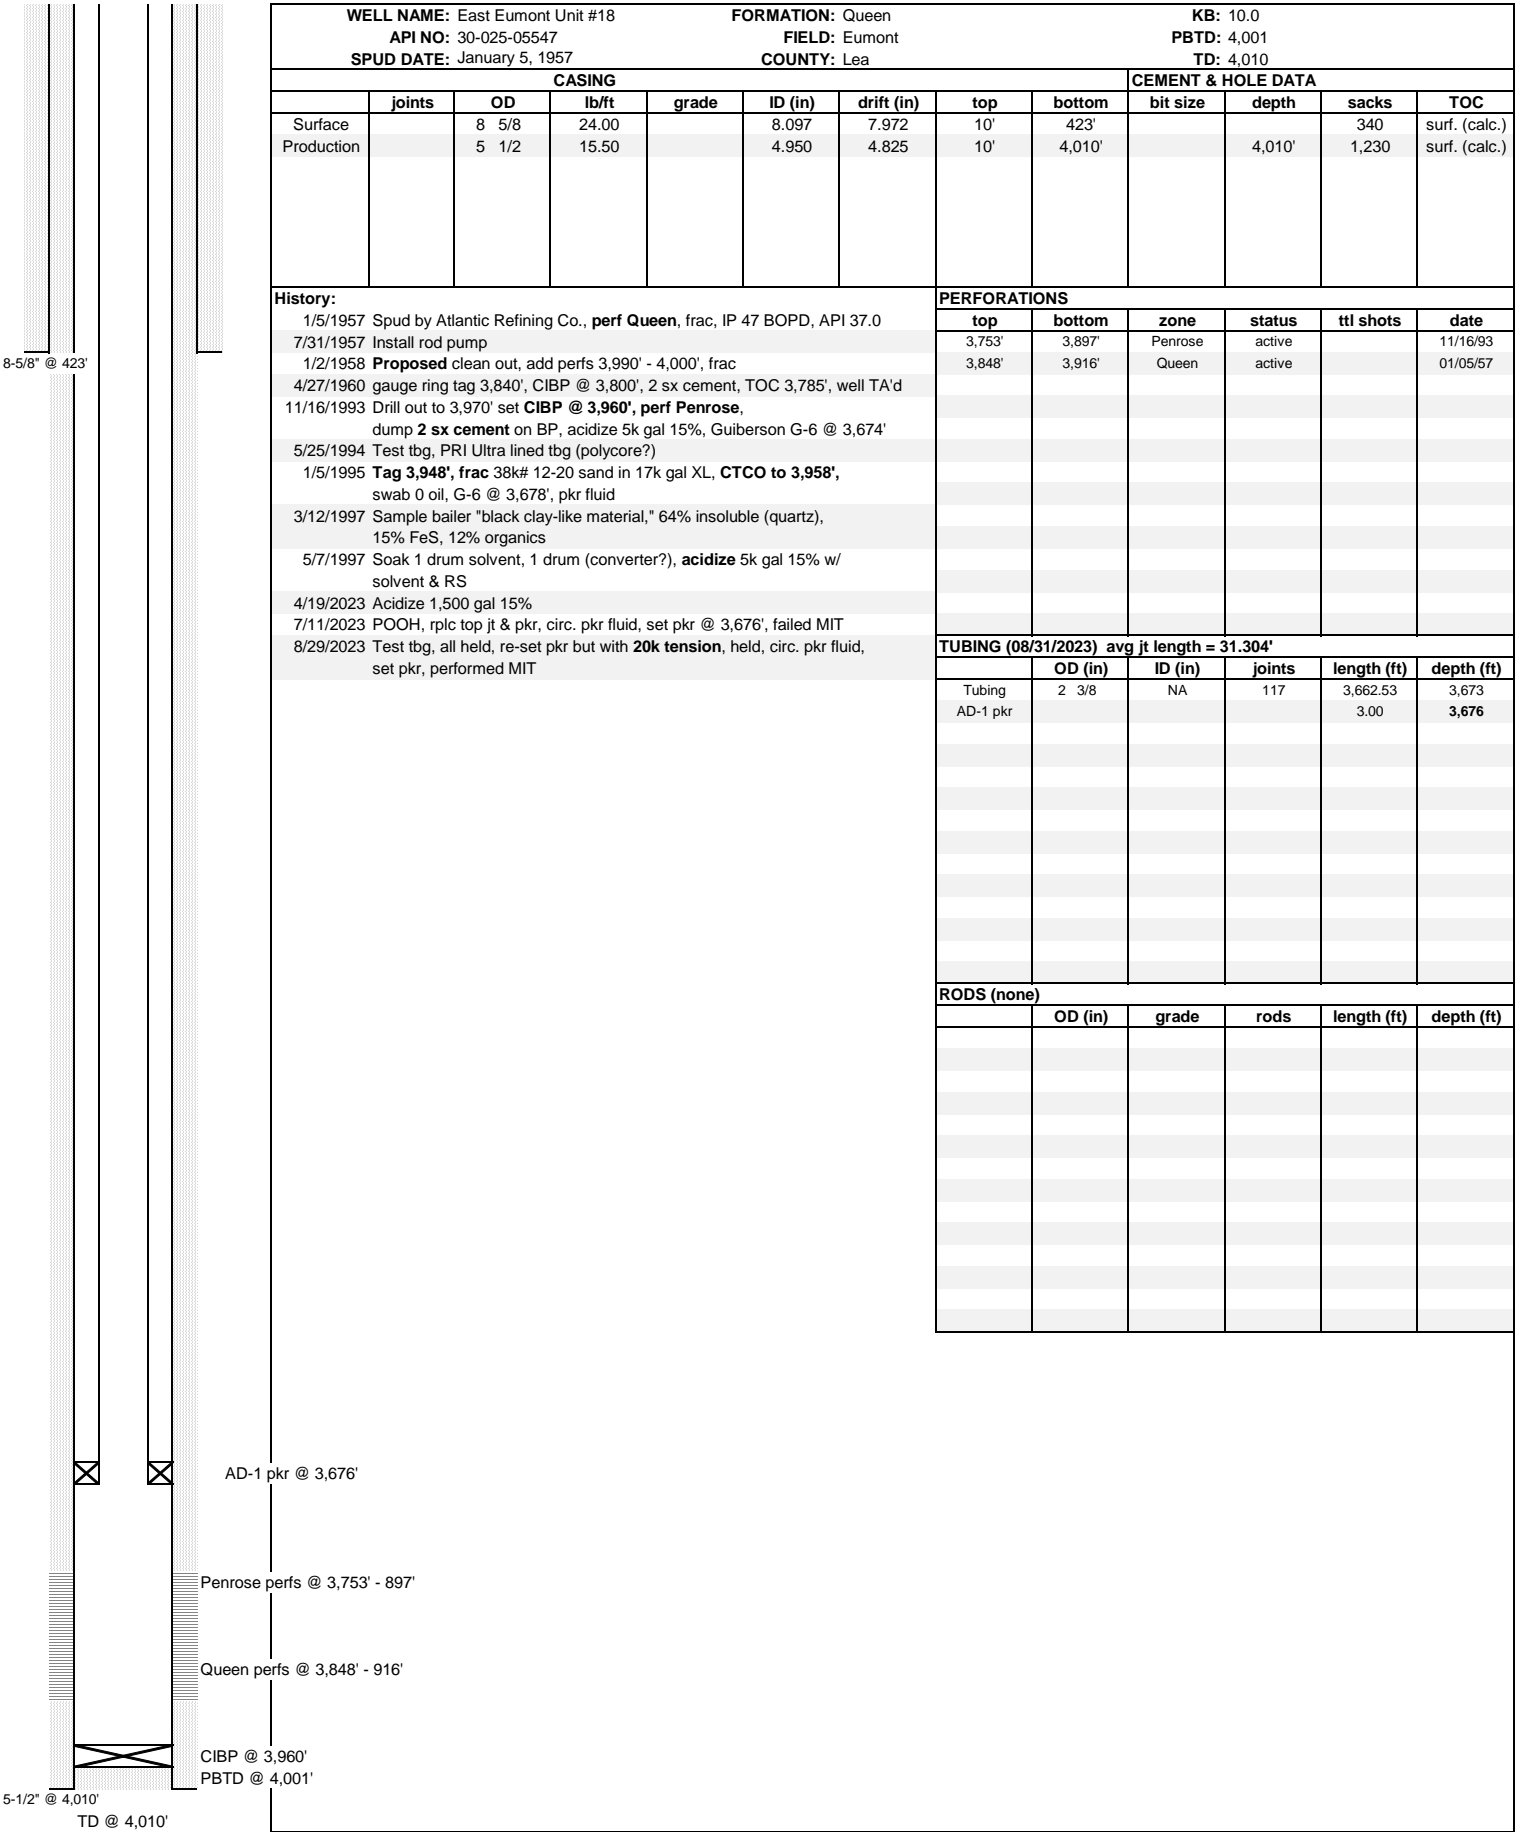 WELL NAME: East Eumont Unit #18 FORMATION: Queen KB: 10.0
API NO: 30-025-05547 FIELD: Eumont PBTD: 4,001
SPUD DATE: January 5, 1957 COUNTY: Lea TD: 4,010
CASING CEMENT & HOLE DATA
joints OD lb/ft grade ID (in) drift (in) top bottom bit size depth sacks TOC
Surface 8 5/8 24.00 8.097 7.972 10' 423' 340 surf. (calc.)
Production 5 1/2 15.50 4.950 4.825 10' 4,010' 4,010' 1,230 surf. (calc.)
History:
1/5/1957 Spud by Atlantic Refining Co., perf Queen, frac, IP 47 BOPD, API 37.0
7/31/1957 Install rod pump
1/2/1958 Proposed clean out, add perfs 3,990' - 4,000', frac
4/27/1960 gauge ring tag 3,840', CIBP @ 3,800', 2 sx cement, TOC 3,785', well TA'd
11/16/1993 Drill out to 3,970' set CIBP @ 3,960', perf Penrose,
dump 2 sx cement on BP, acidize 5k gal 15%, Guiberson G-6 @ 3,674'
5/25/1994 Test tbg, PRI Ultra lined tbg (polycore?)
1/5/1995 Tag 3,948', frac 38k# 12-20 sand in 17k gal XL, CTCO to 3,958',
swab 0 oil, G-6 @ 3,678', pkr fluid
3/12/1997 Sample bailer "black clay-like material," 64% insoluble (quartz),
15% FeS, 12% organics
5/7/1997 Soak 1 drum solvent, 1 drum (converter?), acidize 5k gal 15% w/
solvent & RS
4/19/2023 Acidize 1,500 gal 15%
7/11/2023 POOH, rplc top jt & pkr, circ. pkr fluid, set pkr @ 3,676', failed MIT
8/29/2023 Test tbg, all held, re-set pkr but with 20k tension, held, circ. pkr fluid,
set pkr, performed MIT
PERFORATIONS
top bottom zone status ttl shots date
3,753' 3,897' Penrose active 11/16/93
3,848' 3,916' Queen active 01/05/57
TUBING (08/31/2023) avg jt length = 31.304'
OD (in) ID (in) joints length (ft) depth (ft)
Tubing 2 3/8 NA 117 3,662.53 3,673
AD-1 pkr 3.00 3,676
RODS (none)
OD (in) grade rods length (ft) depth (ft)
8-5/8" @ 423'
AD-1 pkr @ 3,676'
Penrose perfs @ 3,753' - 897'
Queen perfs @ 3,848' - 916'
CIBP @ 3,960'
PBTD @ 4,001'
5-1/2" @ 4,010'
TD @ 4,010'